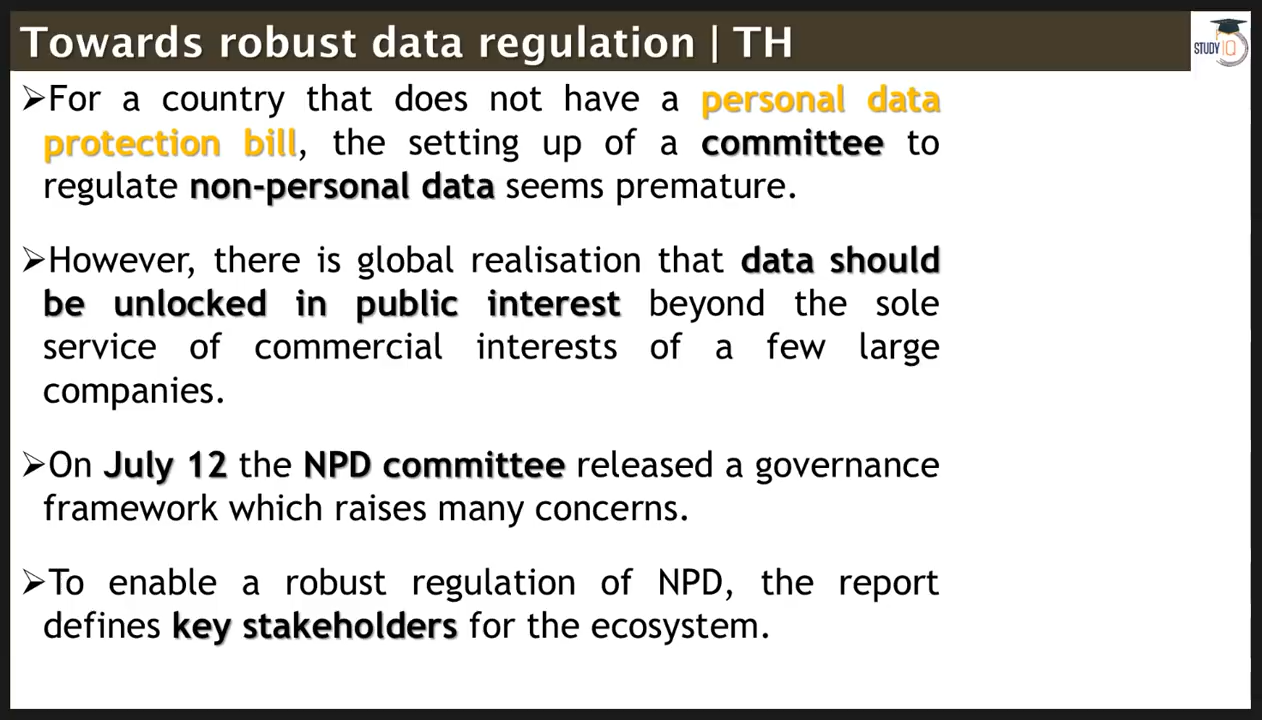 Towards robust data regulation | TH
STUDY IQ
➢For a country that does not have a personal data
protection bill, the setting up of a committee to
regulate non-personal data seems premature.
➢However, there is global realisation that data should
be unlocked in public interest beyond the sole
service of commercial interests of a few large
companies.
➢On July 12 the NPD committee released a governance
framework which raises many concerns.
➢To enable a robust regulation of NPD, the report
defines key stakeholders for the ecosystem.